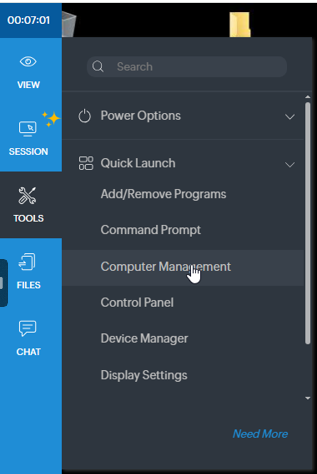 00:07:01
VIEW
SESSION
TOOLS
FILES
CHAT
Search
Power Options
Quick Launch
Add/Remove Programs
Command Prompt
Computer Management
Control Panel
Device Manager
Display Settings
Need More